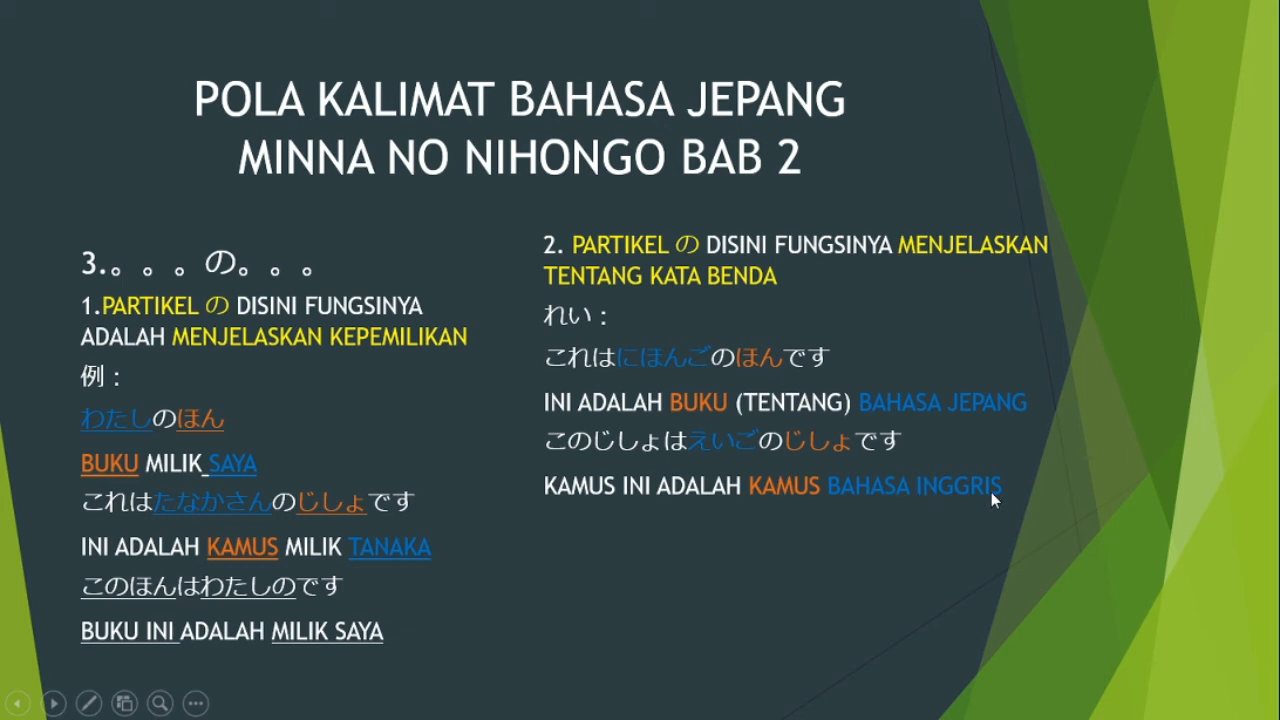 POLA KALIMAT BAHASA JEPANG
MINNA NO NIHONGO BAB 2
3.。。。の。。。
1.PARTIKEL の DISINI FUNGSINYA
ADALAH MENJELASKAN KEPEMILIKAN
例：
わたしのほん
BUKU MILIK SAYA
これはたなかさんのじしょです
INI ADALAH KAMUS MILIK TANAKA
このほんはわたしのです
BUKU INI ADALAH MILIK SAYA
2. PARTIKEL の DISINI FUNGSINYA MENJELASKAN
TENTANG KATA BENDA
れい：
これはにほんごのほんです
INI ADALAH BUKU (TENTANG) BAHASA JEPANG
このじしょはえいごのじしょです
KAMUS INI ADALAH KAMUS BAHASA INGGRIS